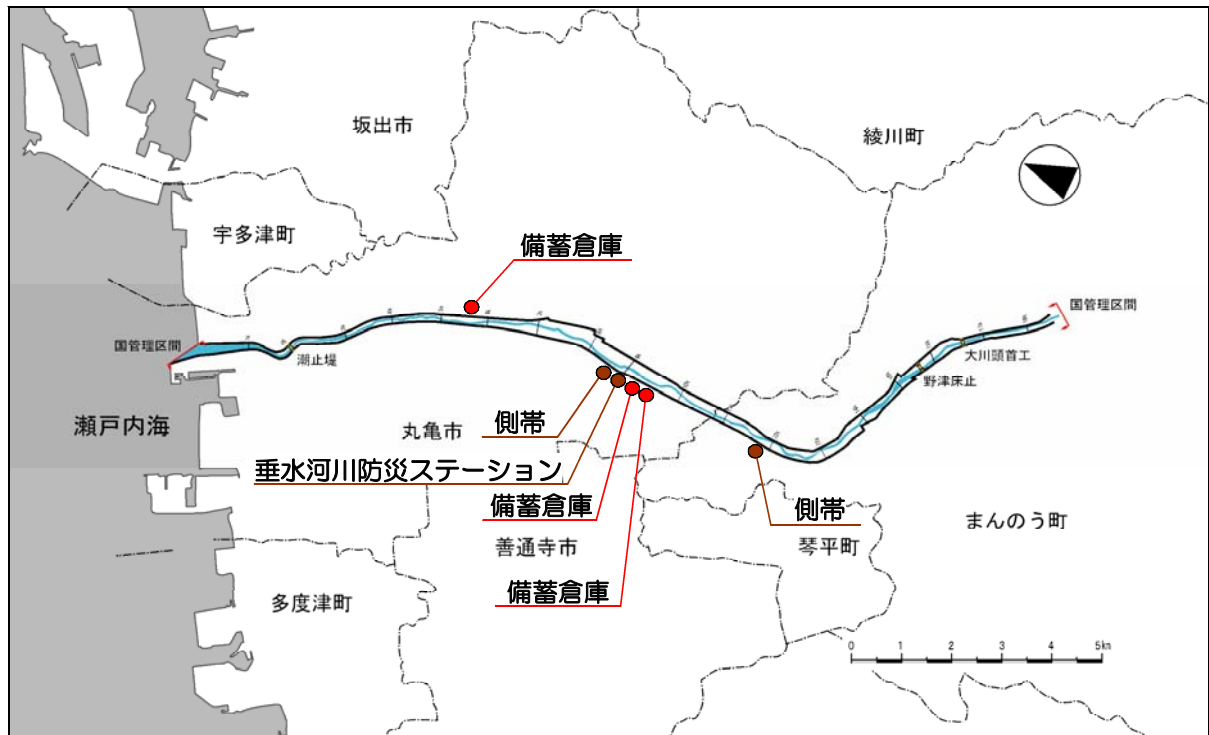 坂出市
綾川町
宇多津町
備蓄倉庫
国管理区間
国管理区間
潮止堰
大川頭首工
野津床止
瀬戸内海
側帯
丸亀市
垂水河川防災ステーション
備蓄倉庫
側帯
まんのう町
善通寺市
琴平町
備蓄倉庫
多度津町
0 1 2 3 4 5km